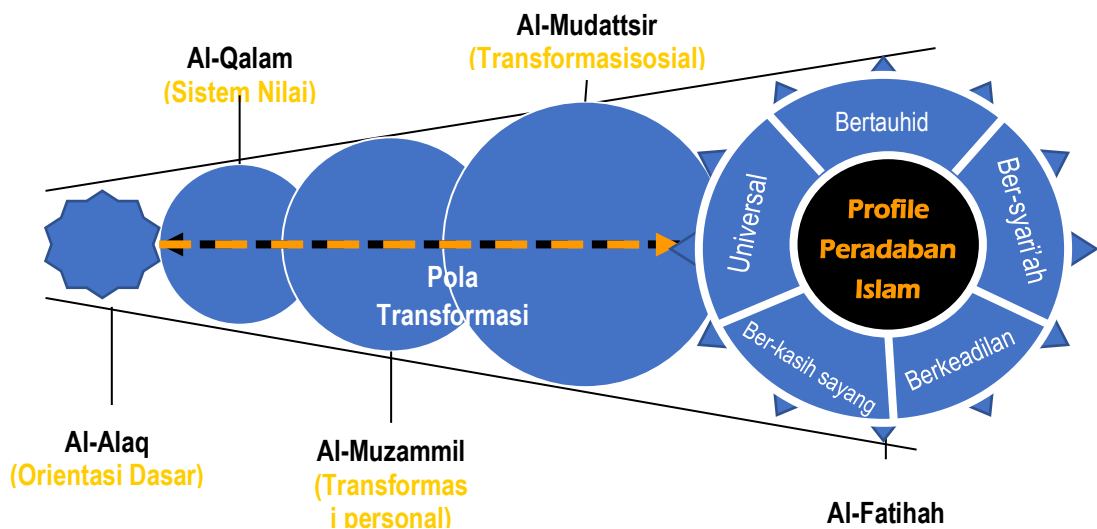 Al-Qalam
(Sistem Nilai)
Al-Mudattsir
(Transformasisosial)
Pola
Transformasi
Al-Alaq
(Orientasi Dasar)
Al-Muzammil
(Transformas
i personal)
Bertauhid
Ber-syari'ah
Berkeadilan
Ber-kasih sayang
Universal
Profile
Peradaban
Islam
Al-Fatihah